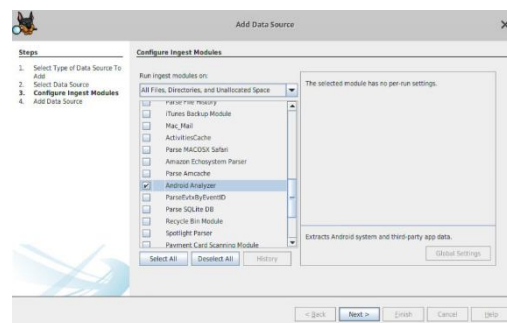 Add Data Source
Steps
1. Select Type of Data Source To Add
2. Select Data Source
3. Configure Ingest Modules
4. Add Data Source
Configure Ingest Modules
Run ingest modules on:
All Files, Directories, and Unallocated Space
Parse File History
iTunes Backup Module
Mac_Mail
ActivitiesCache
Parse MACOSX Safari
Amazon Echosystem Parser
Parse Amcache
Android Analyzer
ParseEvtxByEventID
Parse SQLite DB
Recycle Bin Module
Spotlight Parser
Payment Card Scanning Module
Select All
Deselect All
History
The selected module has no per-run settings.
Extracts Android system and third-party app data.
Global Settings
< Back
Next >
Finish
Cancel
Help